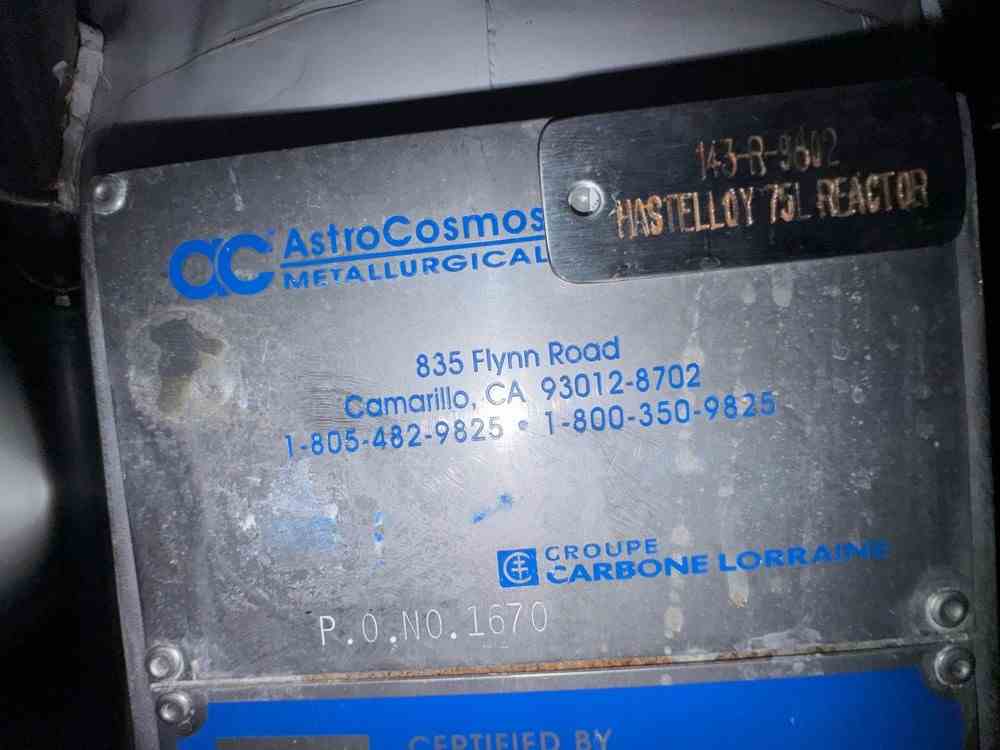 143-R-9602
HASTELLOY 75L REACTOR
ac AstroCosmos
METALLURGICAL
835 Flynn Road
Camarillo, CA 93012-8702
1-805-482-9825 • 1-800-350-9825
GROUPE
CARBONE LORRAINE
P.O.NO.1670
CERTIFIED BY